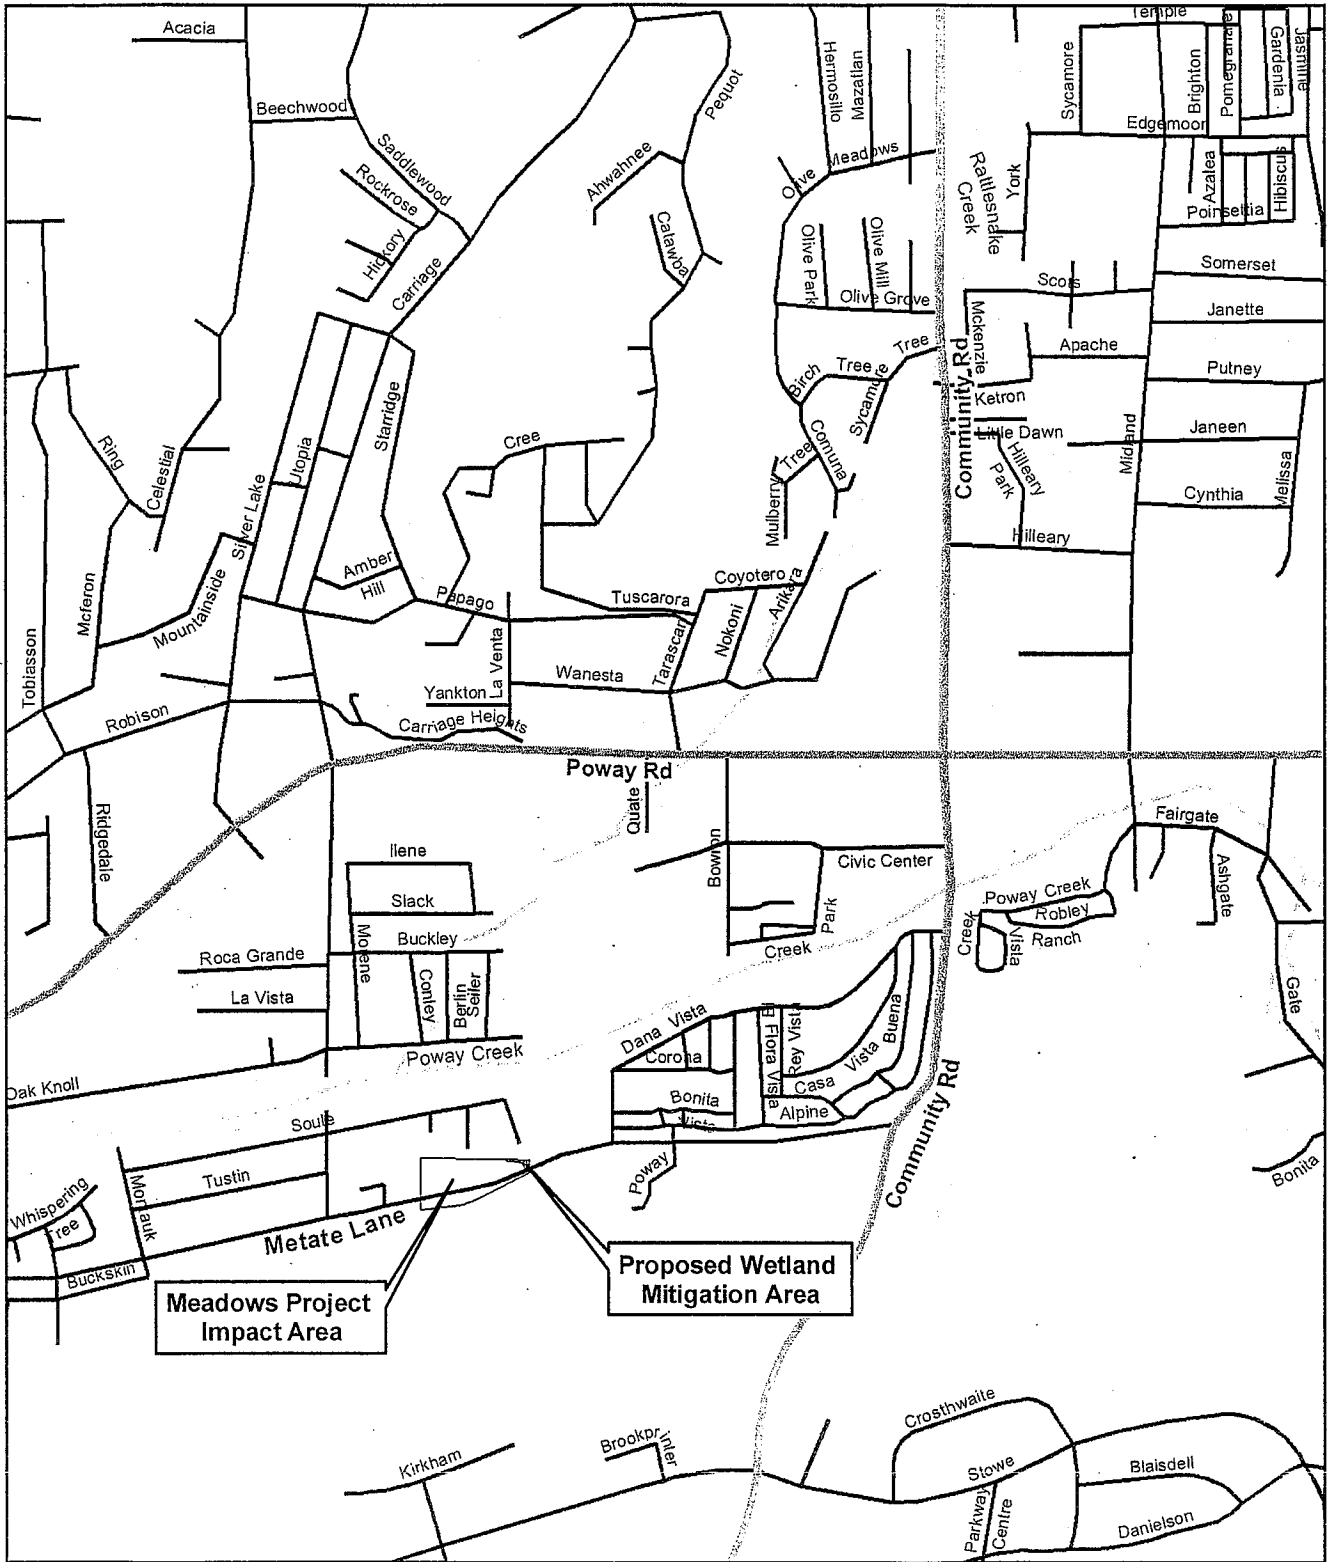 Acacia
Beechwood
Saddlewood
Rockrose
Hickory
Carriage
Pequot
Ahwahnee
Catawba
Hermosillo
Mazatlan
Meadows
Olive
Olive Park
Olive Mill
Olive Grove
Temple
Sycamore
Brighton
Pomegranate
Gardenia
Jasmine
Edgemoor
Rattlesnake
Creek
York
Azalea
Hibiscus
Poinsettia
Somerset
Scots
Janette
Mckenzie
Apache
Putney
Ketron
Little Dawn
Hilleary
Park
Midland
Janeen
Melissa
Cynthia
Hilleary
Community Rd
Tree
Tree
Birch
Sycamore
Comuna
Tree
Mulberry
Ring
Celestial
Utopia
Starridge
Silver Lake
Cree
Amber
Hill
Papago
Tuscarora
Coyotero
Arikara
Nokoni
Tarascan
Wanesta
La Venta
Yankton
Carriage Heights
Mcferon
Mountainside
Tobiasson
Robison
Ridgedale
Poway Rd
Quate
Bowron
Civic Center
Park
Creek
Ilene
Slack
Morene
Buckley
Roca Grande
La Vista
Conley
Berlin
Seiler
Poway Creek
Oak Knoll
Fairgate
Ashgate
Poway Creek
Robley
Ranch
Creek
Vista
Gate
Dana Vista
Corona
Flora Vista
Rey Vista
Buena
Vista
Casa
Bonita
Vista
Alpine
Community Rd
Bonita
Poway
Soule
Tustin
Montauk
Whispering
Tree
Buckskin
Metate Lane
Meadows Project
Impact Area
Proposed Wetland
Mitigation Area
Crosthwaite
Stowe
Blaisdell
Parkway
Centre
Danielson
Kirkham
Brookprinter